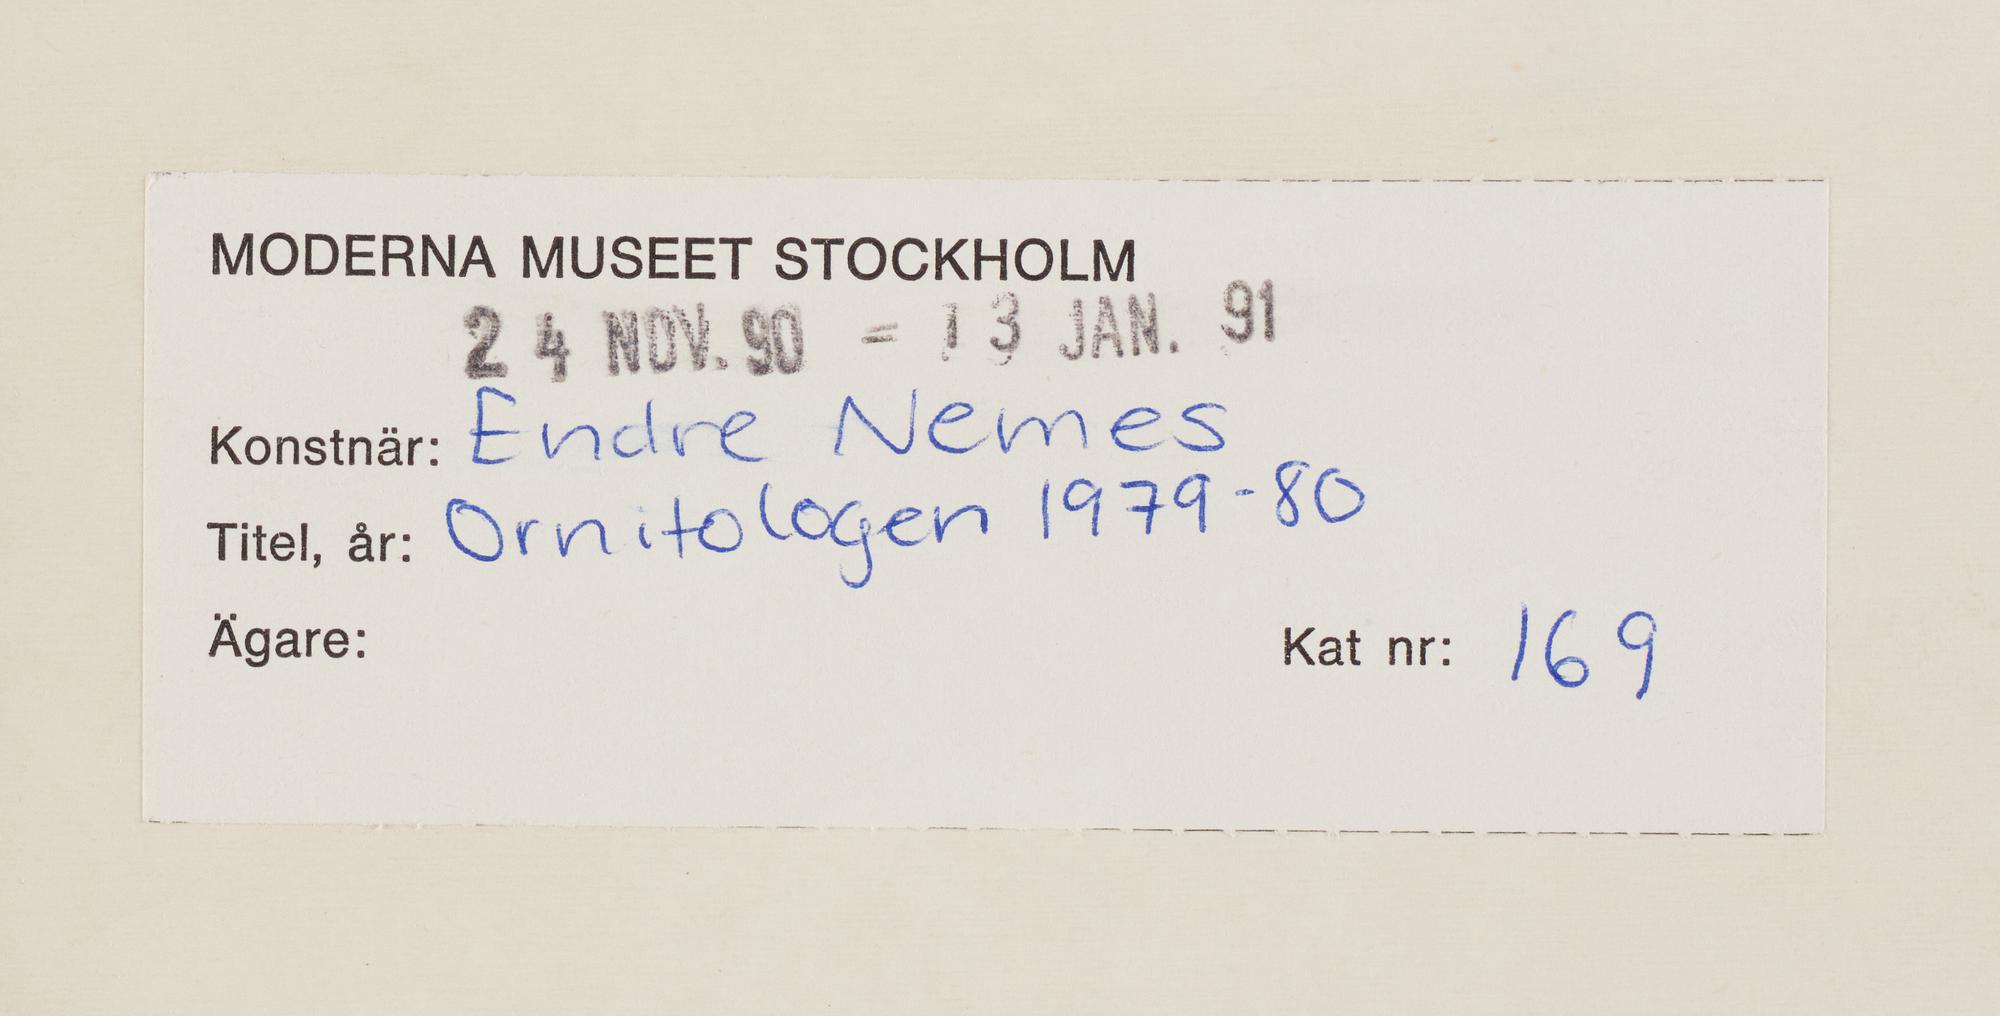 MODERNA MUSEET STOCKHOLM
24 NOV. 90 = 13 JAN. 91
Konstnär: Endre Nemes
Titel, år: Ornitologen 1979-80
Ägare:
Kat nr: 169